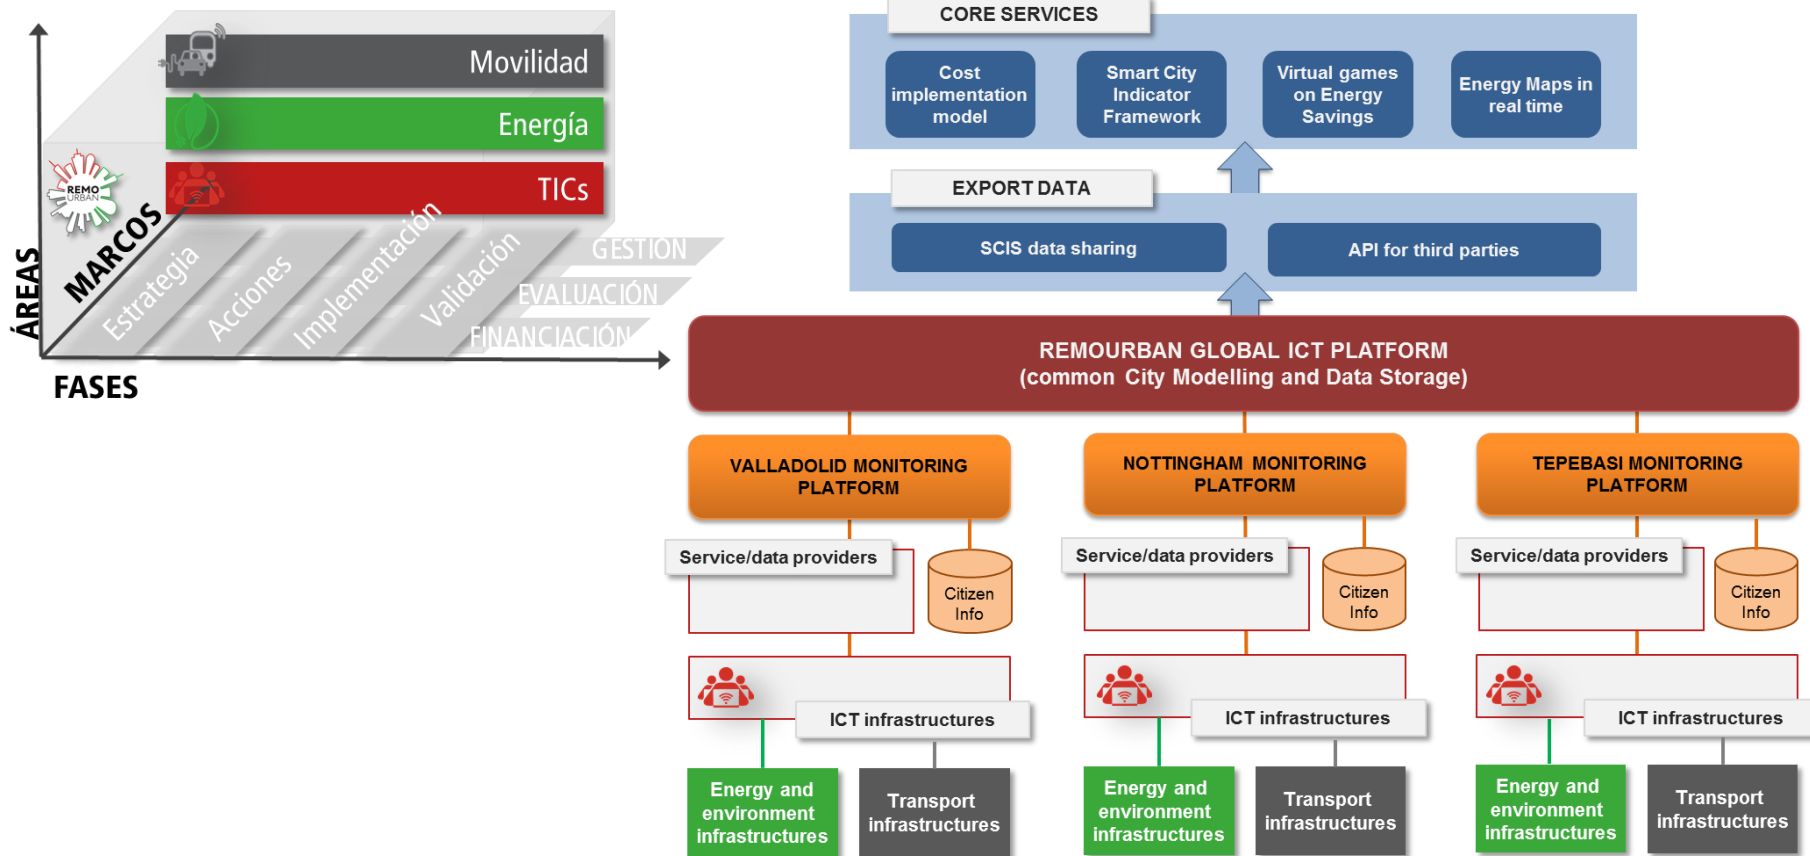 Movilidad
Energía
TICs
REMO
URBAN
ÁREAS
MARCOS
FASES
Estrategia
Acciones
Implementación
Validación
GESTIÓN
EVALUACIÓN
FINANCIACIÓN
CORE SERVICES
Cost
implementation
model
Smart City
Indicator
Framework
Virtual games
on Energy
Savings
Energy Maps in
real time
EXPORT DATA
SCIS data sharing
API for third parties
REMOURBAN GLOBAL ICT PLATFORM
(common City Modelling and Data Storage)
VALLADOLID MONITORING
PLATFORM
Service/data providers
Citizen
Info
ICT infrastructures
Energy and
environment
infrastructures
Transport
infrastructures
NOTTINGHAM MONITORING
PLATFORM
Service/data providers
Citizen
Info
ICT infrastructures
Energy and
environment
infrastructures
Transport
infrastructures
TEPEBASI MONITORING
PLATFORM
Service/data providers
Citizen
Info
ICT infrastructures
Energy and
environment
infrastructures
Transport
infrastructures